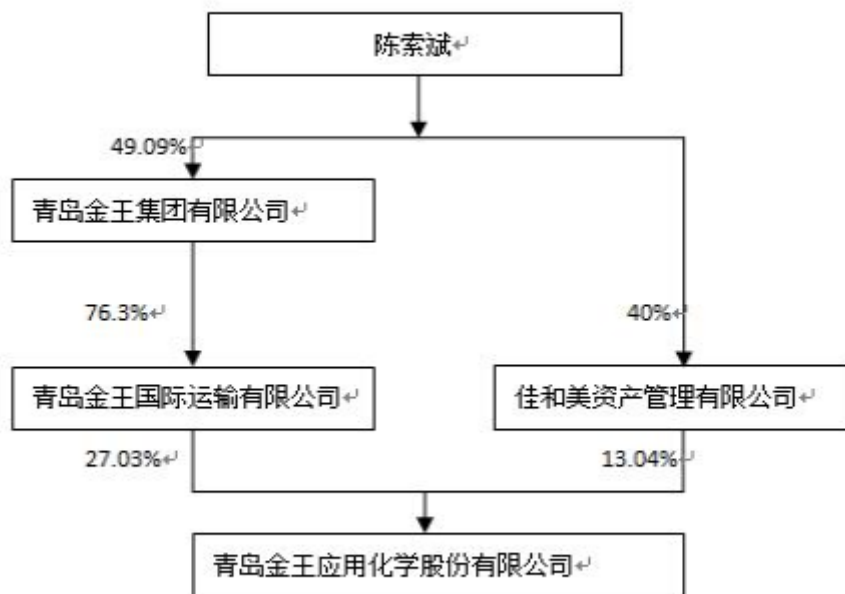 陈索斌↵
49.09%↵
青岛金王集团有限公司↵
76.3%↵
40%↵
青岛金王国际运输有限公司↵
佳和美资产管理有限公司↵
27.03%↵
13.04%↵
青岛金王应用化学股份有限公司↵